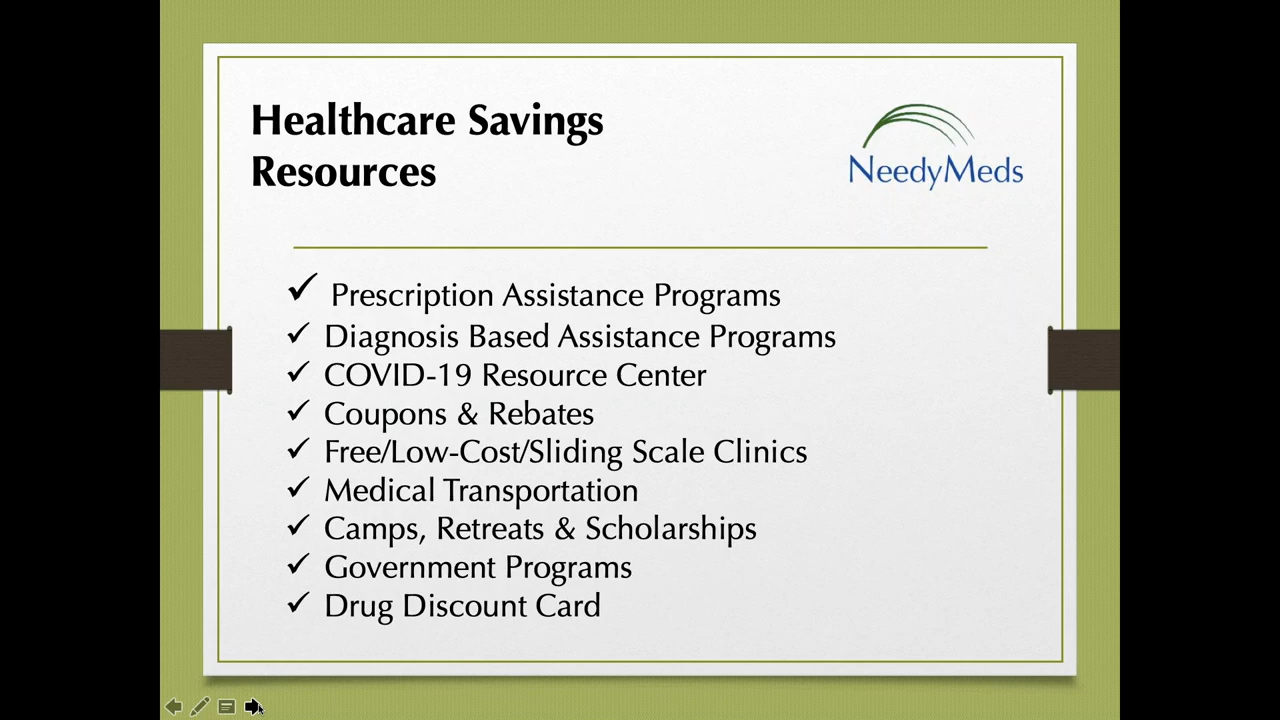 Healthcare Savings
Resources
NeedyMeds
✓ Prescription Assistance Programs
✓ Diagnosis Based Assistance Programs
✓ COVID-19 Resource Center
✓ Coupons & Rebates
✓ Free/Low-Cost/Sliding Scale Clinics
✓ Medical Transportation
✓ Camps, Retreats & Scholarships
✓ Government Programs
✓ Drug Discount Card